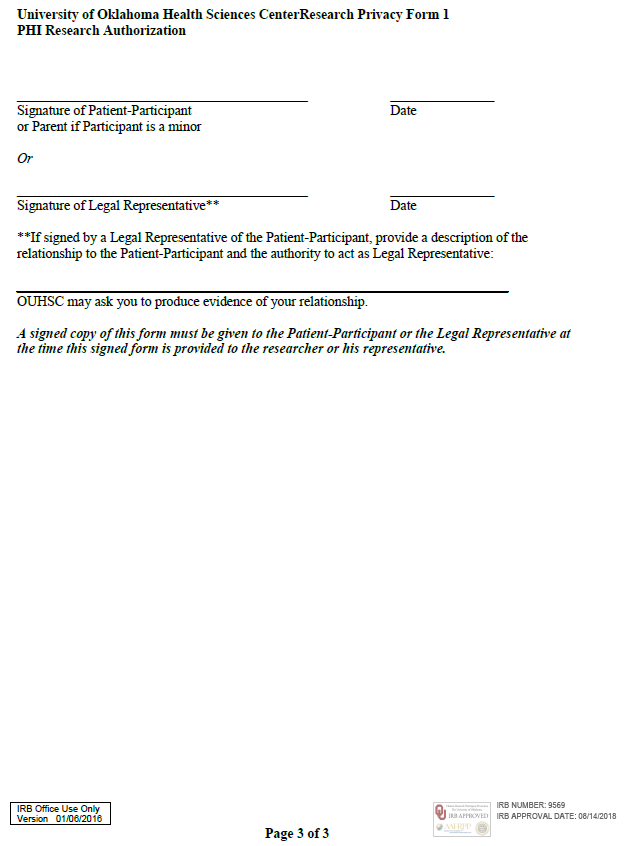 University of Oklahoma Health Sciences CenterResearch Privacy Form 1
PHI Research Authorization
Signature of Patient-Participant Date
or Parent if Participant is a minor
Or
Signature of Legal Representative** Date
**If signed by a Legal Representative of the Patient-Participant, provide a description of the
relationship to the Patient-Participant and the authority to act as Legal Representative:
OUHSC may ask you to produce evidence of your relationship.
A signed copy of this form must be given to the Patient-Participant or the Legal Representative at
the time this signed form is provided to the researcher or his representative.
IRB Office Use Only
Version 01/06/2016
IRB APPROVED
AAHRPP
IRB NUMBER: 9569
IRB APPROVAL DATE: 08/14/2018
Page 3 of 3